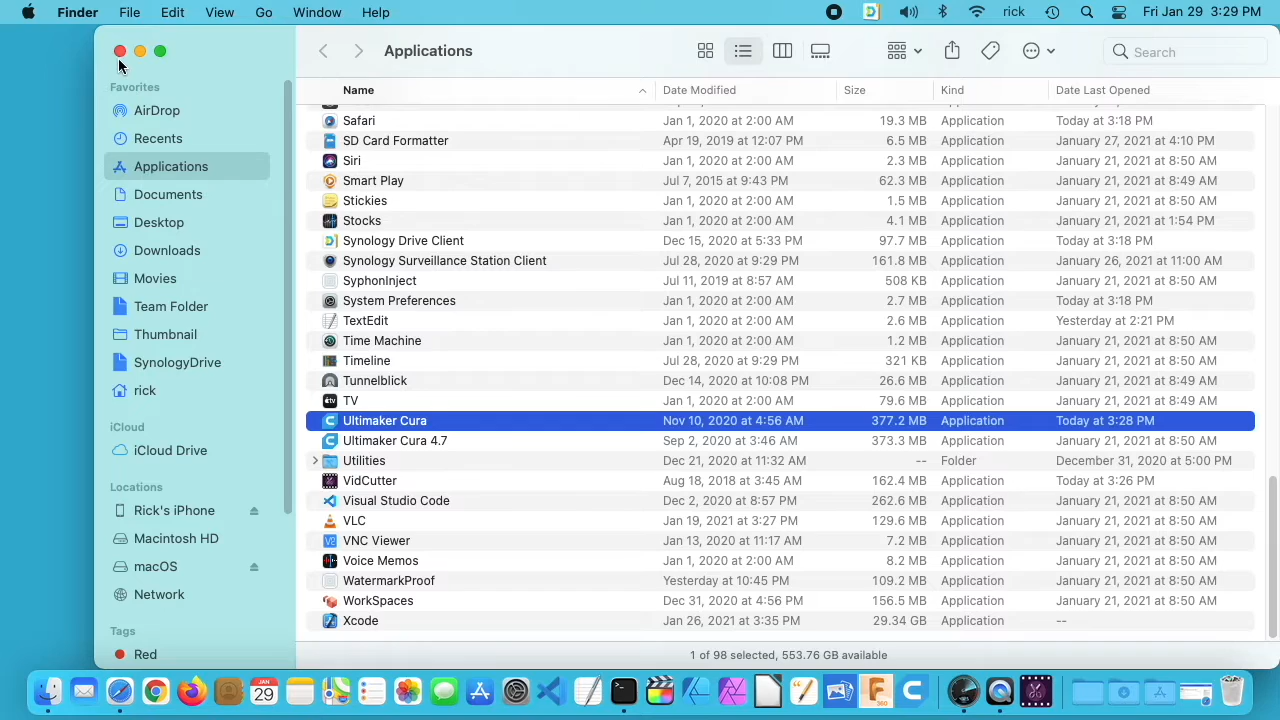 Finder File Edit View Go Window Help rick Fri Jan 29 3:29 PM
Applications Search
Favorites
AirDrop
Recents
Applications
Documents
Desktop
Downloads
Movies
Team Folder
Thumbnail
SynologyDrive
rick
iCloud
iCloud Drive
Locations
Rick's iPhone
Macintosh HD
macOS
Network
Tags
Red
Name Date Modified Size Kind Date Last Opened
Safari Jan 1, 2020 at 2:00 AM 19.3 MB Application Today at 3:18 PM
SD Card Formatter Apr 19, 2019 at 12:07 PM 6.5 MB Application January 27, 2021 at 4:10 PM
Siri Jan 1, 2020 at 2:00 AM 2.3 MB Application January 21, 2021 at 8:50 AM
Smart Play Jul 7, 2015 at 9:43 PM 62.3 MB Application January 21, 2021 at 8:49 AM
Stickies Jan 1, 2020 at 2:00 AM 1.5 MB Application January 21, 2021 at 8:50 AM
Stocks Jan 1, 2020 at 2:00 AM 4.1 MB Application January 21, 2021 at 1:54 PM
Synology Drive Client Dec 15, 2020 at 5:33 PM 97.7 MB Application Today at 3:18 PM
Synology Surveillance Station Client Jul 28, 2020 at 9:29 PM 161.8 MB Application January 26, 2021 at 11:00 AM
SyphonInject Jul 11, 2019 at 8:57 AM 508 KB Application January 21, 2021 at 8:50 AM
System Preferences Jan 1, 2020 at 2:00 AM 2.7 MB Application Today at 3:18 PM
TextEdit Jan 1, 2020 at 2:00 AM 2.6 MB Application Yesterday at 2:21 PM
Time Machine Jan 1, 2020 at 2:00 AM 1.2 MB Application January 21, 2021 at 8:50 AM
Timeline Jul 28, 2020 at 9:29 PM 321 KB Application January 21, 2021 at 8:50 AM
Tunnelblick Dec 14, 2020 at 10:08 PM 26.6 MB Application January 21, 2021 at 8:49 AM
TV Jan 1, 2020 at 2:00 AM 79.6 MB Application January 21, 2021 at 8:49 AM
Ultimaker Cura Nov 10, 2020 at 4:56 AM 377.2 MB Application Today at 3:28 PM
Ultimaker Cura 4.7 Sep 2, 2020 at 3:46 AM 373.3 MB Application January 21, 2021 at 8:50 AM
Utilities Dec 21, 2020 at 11:32 AM -- Folder December 31, 2020 at 5:00 PM
VidCutter Aug 18, 2018 at 3:45 AM 162.4 MB Application Today at 3:26 PM
Visual Studio Code Dec 2, 2020 at 8:57 PM 262.6 MB Application January 21, 2021 at 8:50 AM
VLC Jan 19, 2021 at 3:27 PM 129.6 MB Application January 21, 2021 at 8:50 AM
VNC Viewer Jan 13, 2020 at 11:17 AM 7.2 MB Application January 21, 2021 at 8:50 AM
Voice Memos Jan 1, 2020 at 2:00 AM 8.2 MB Application January 21, 2021 at 8:50 AM
WatermarkProof Yesterday at 10:45 PM 109.2 MB Application January 21, 2021 at 8:50 AM
WorkSpaces Dec 31, 2020 at 4:56 PM 156.5 MB Application January 21, 2021 at 8:50 AM
Xcode Jan 26, 2021 at 3:35 PM 29.34 GB Application --
1 of 98 selected, 553.76 GB available
JAN
29
360